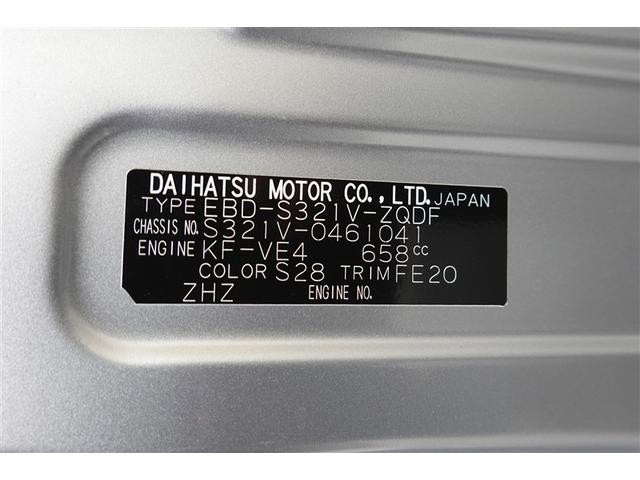 DAIHATSU MOTOR CO.,LTD. JAPAN
TYPE EBD-S321V-ZQDF
CHASSIS NO. S321V-0461041
ENGINE KF-VE4 658cc
COLOR S28 TRIM FE20
ZHZ ENGINE NO.